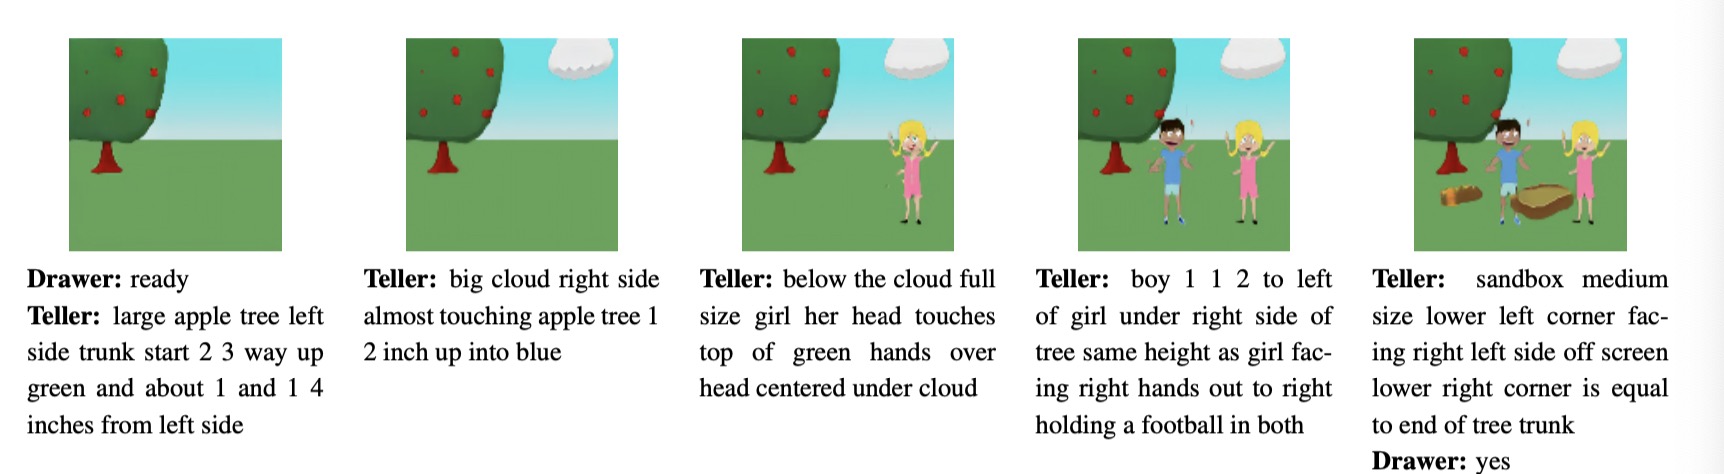 Drawer: ready
Teller: large apple tree left
side trunk start 2 3 way up
green and about 1 and 1 4
inches from left side
Teller: big cloud right side
almost touching apple tree 1
2 inch up into blue
Teller: below the cloud full
size girl her head touches
top of green hands over
head centered under cloud
Teller: boy 1 1 2 to left
of girl under right side of
tree same height as girl fac-
ing right hands out to right
holding a football in both
Teller: sandbox medium
size lower left corner fac-
ing right left side off screen
lower right corner is equal
to end of tree trunk
Drawer: yes